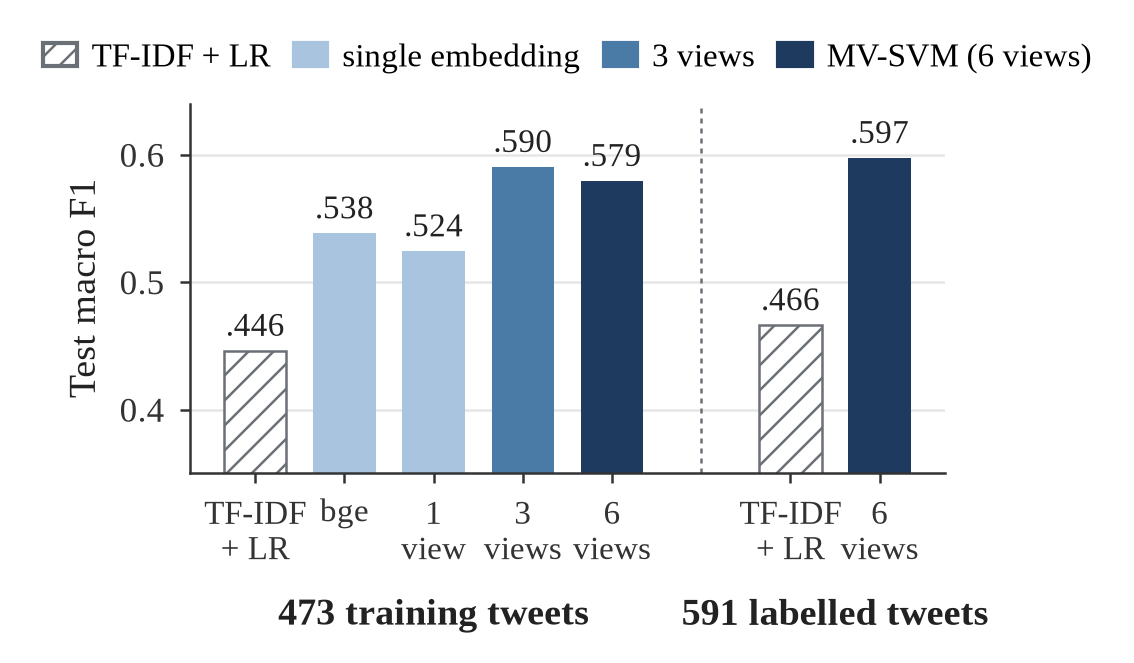 TF-IDF + LR single embedding 3 views MV-SVM (6 views)
Test macro F1
0.6
0.5
0.4
.446
.538
.524
.590
.579
.466
.597
TF-IDF bge 1 3 6 TF-IDF 6
+ LR view views views + LR views
473 training tweets 591 labelled tweets